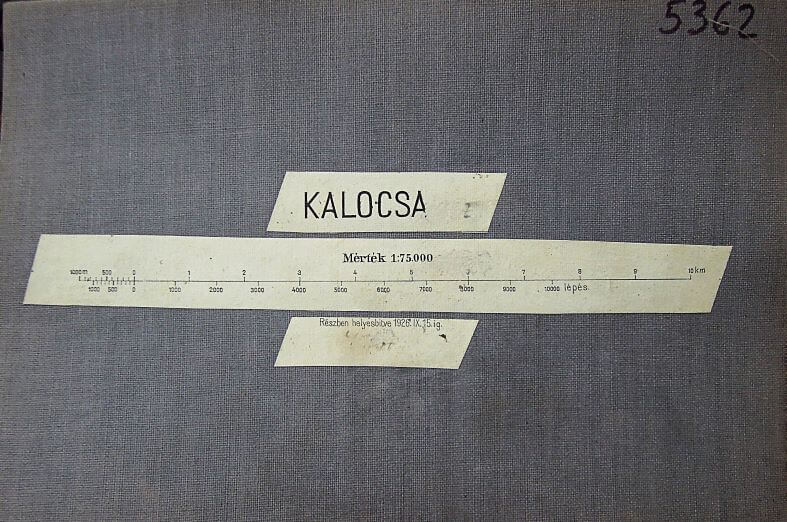 5362
KALOCSA
Mérték 1:75.000
1000m 500 0 1 2 3 4 5 6 7 8 9 10 km
1000 500 0 1000 2000 3000 4000 5000 6000 7000 8000 9000 10000 lépés.
Részben helyesbitve 1926. IX. 15. ig.